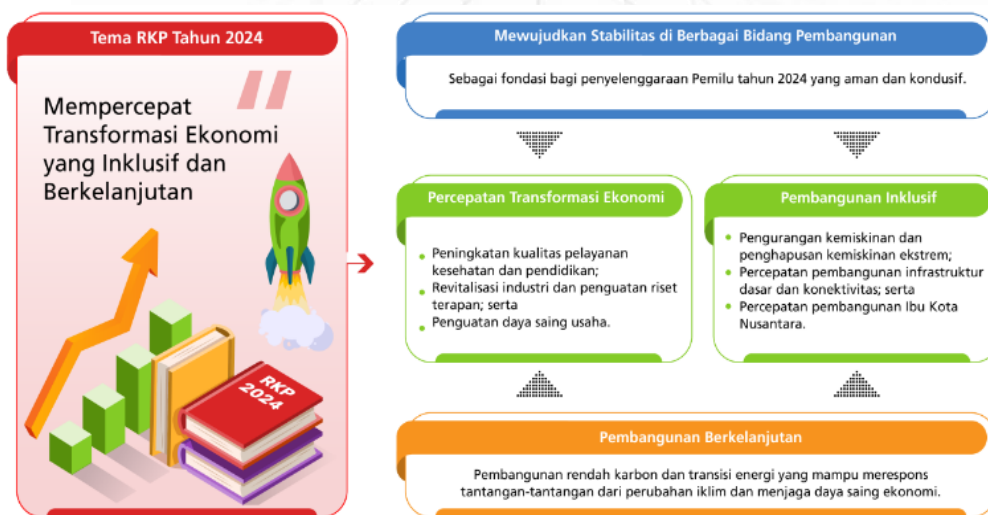 Tema RKP Tahun 2024
Mempercepat
Transformasi Ekonomi
yang Inklusif dan
Berkelanjutan
RKP
2024
Mewujudkan Stabilitas di Berbagai Bidang Pembangunan
Sebagai fondasi bagi penyelenggaraan Pemilu tahun 2024 yang aman dan kondusif.
Percepatan Transformasi Ekonomi
• Peningkatan kualitas pelayanan
kesehatan dan pendidikan;
• Revitalisasi industri dan penguatan riset
terapan; serta
• Penguatan daya saing usaha.
Pembangunan Inklusif
• Pengurangan kemiskinan dan
penghapusan kemiskinan ekstrem;
• Percepatan pembangunan infrastruktur
dasar dan konektivitas; serta
• Percepatan pembangunan Ibu Kota
Nusantara.
Pembangunan Berkelanjutan
Pembangunan rendah karbon dan transisi energi yang mampu merespons
tantangan-tantangan dari perubahan iklim dan menjaga daya saing ekonomi.